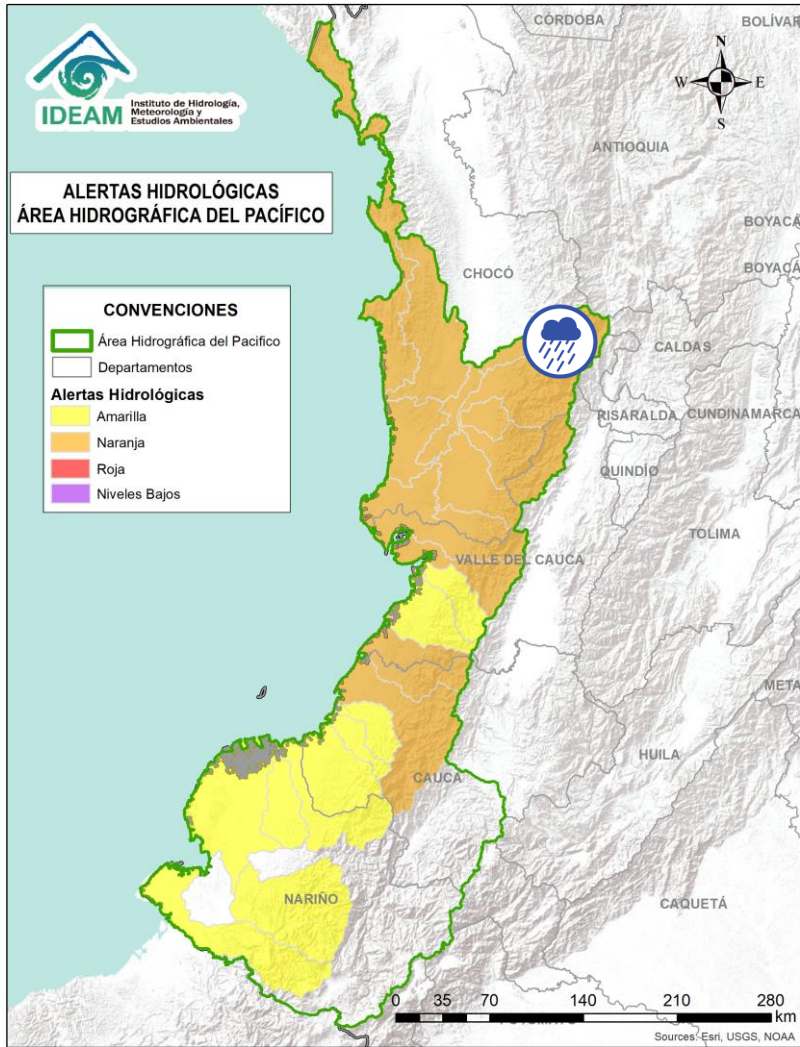 CÓRDOBA
BOLÍVAR
N
W E
S
IDEAM
Instituto de Hidrología,
Meteorología y
Estudios Ambientales
ANTIOQUIA
ALERTAS HIDROLÓGICAS
ÁREA HIDROGRÁFICA DEL PACÍFICO
BOYACÁ
BOYACÁ
CHOCÓ
CONVENCIONES
Área Hidrográfica del Pacifico
Departamentos
Alertas Hidrológicas
Amarilla
Naranja
Roja
Niveles Bajos
CALDAS
RISARALDA
CUNDINAMARCA
QUINDÍO
TOLIMA
VALLE DEL CAUCA
META
HUILA
CAUCA
NARIÑO
CAQUETÁ
0 35 70 140 210 280
km
Sources: Esri, USGS, NOAA